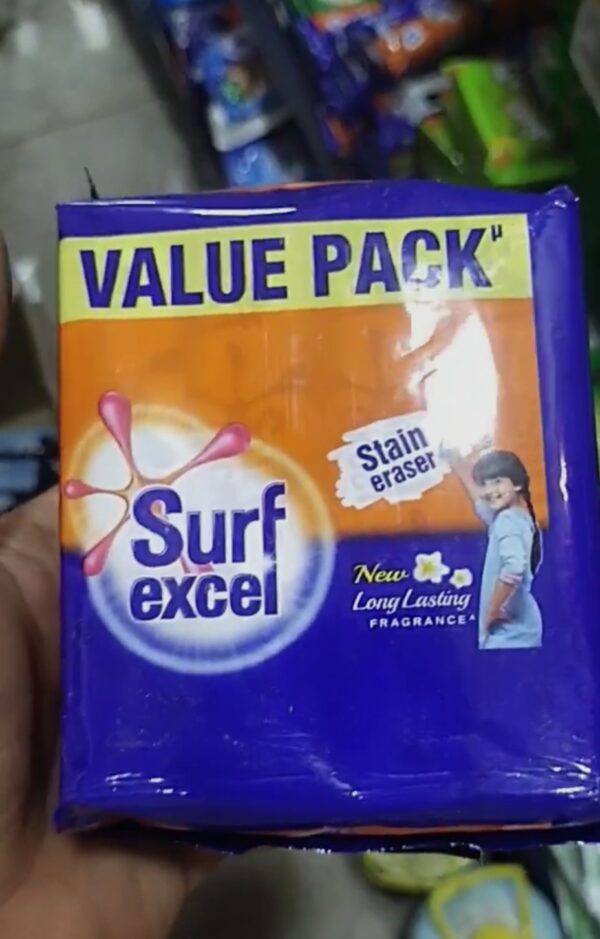 VALUE PACK"
Stain
eraser
Surf
excel
New
Long Lasting
FRAGRANCE^